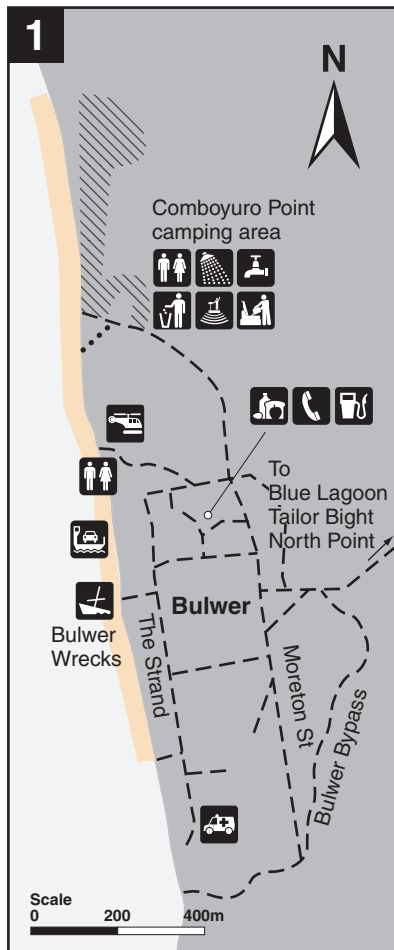 1
N
Comboyuro Point
camping area
To
Blue Lagoon
Tailor Bight
North Point
Bulwer
Bulwer
Wrecks
The Strand
Moreton St
Bulwer Bypass
Scale
0 200 400m